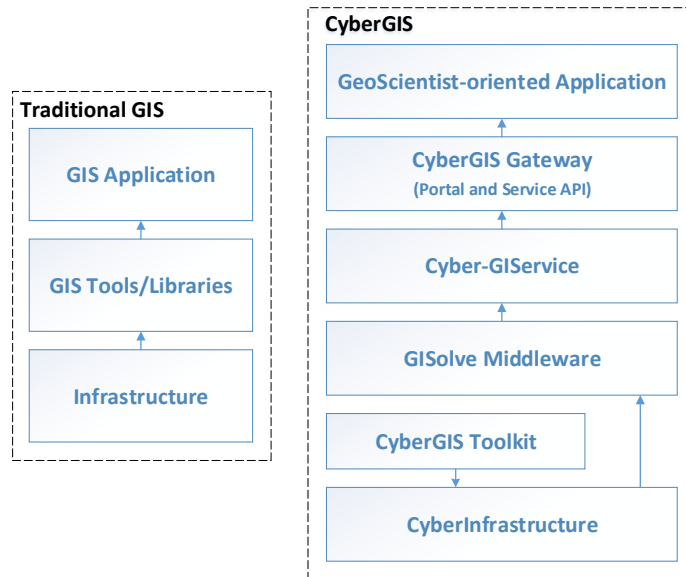 Traditional GIS
GIS Application
GIS Tools/Libraries
Infrastructure
CyberGIS
GeoScientist-oriented Application
CyberGIS Gateway
(Portal and Service API)
Cyber-GIService
GISolve Middleware
CyberGIS Toolkit
CyberInfrastructure